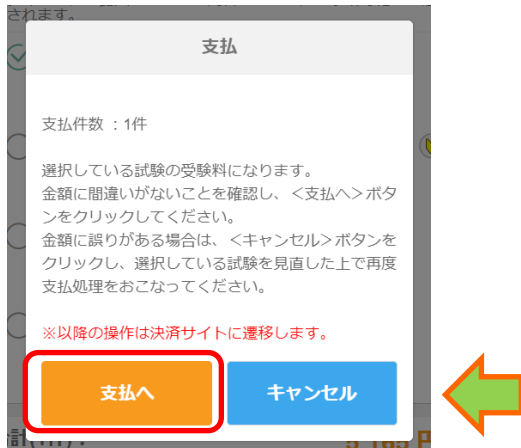 されます。
支払
支払件数 ：1件
選択している試験の受験料になります。
金額に間違いがないことを確認し、＜支払へ＞ボタ
ンをクリックしてください。
金額に誤りがある場合は、＜キャンセル＞ボタンを
クリックし、選択している試験を見直した上で再度
支払処理をおこなってください。
※以降の操作は決済サイトに遷移します。
支払へ
キャンセル